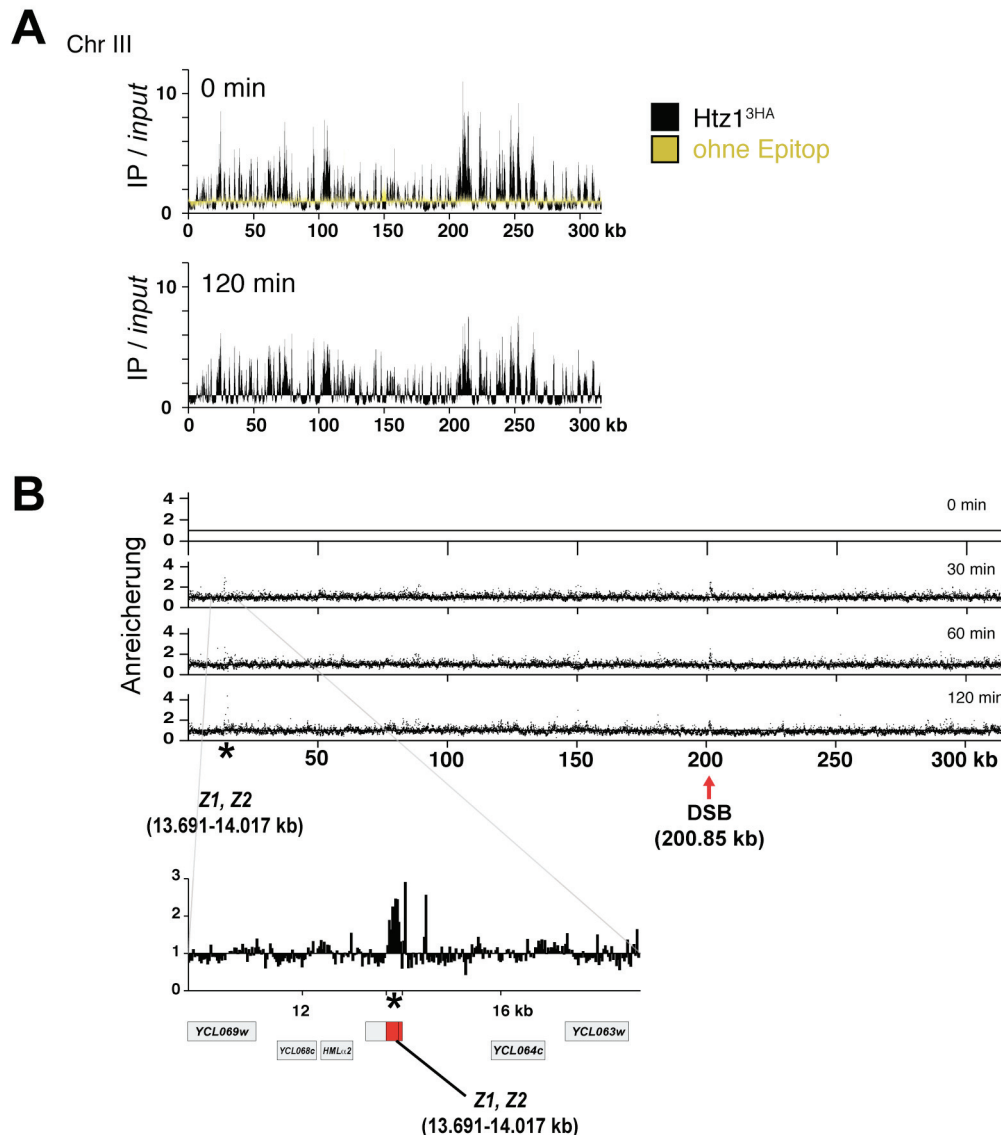 A
Chr III
0 min
IP / input
10
0
0 50 100 150 200 250 300 kb
Htz1³ᴴᴬ
ohne Epitop
120 min
IP / input
10
0
0 50 100 150 200 250 300 kb
B
Anreicherung
4
2
0
0 min
4
2
0
30 min
4
2
0
60 min
4
2
0
120 min
* 50 100 150 200 250 300 kb
Z1, Z2
(13.691-14.017 kb)
DSB
(200.85 kb)
3
2
1
0
12 * 16 kb
YCL069w YCL063w
YCL068c HMLα2 YCL064c
Z1, Z2
(13.691-14.017 kb)